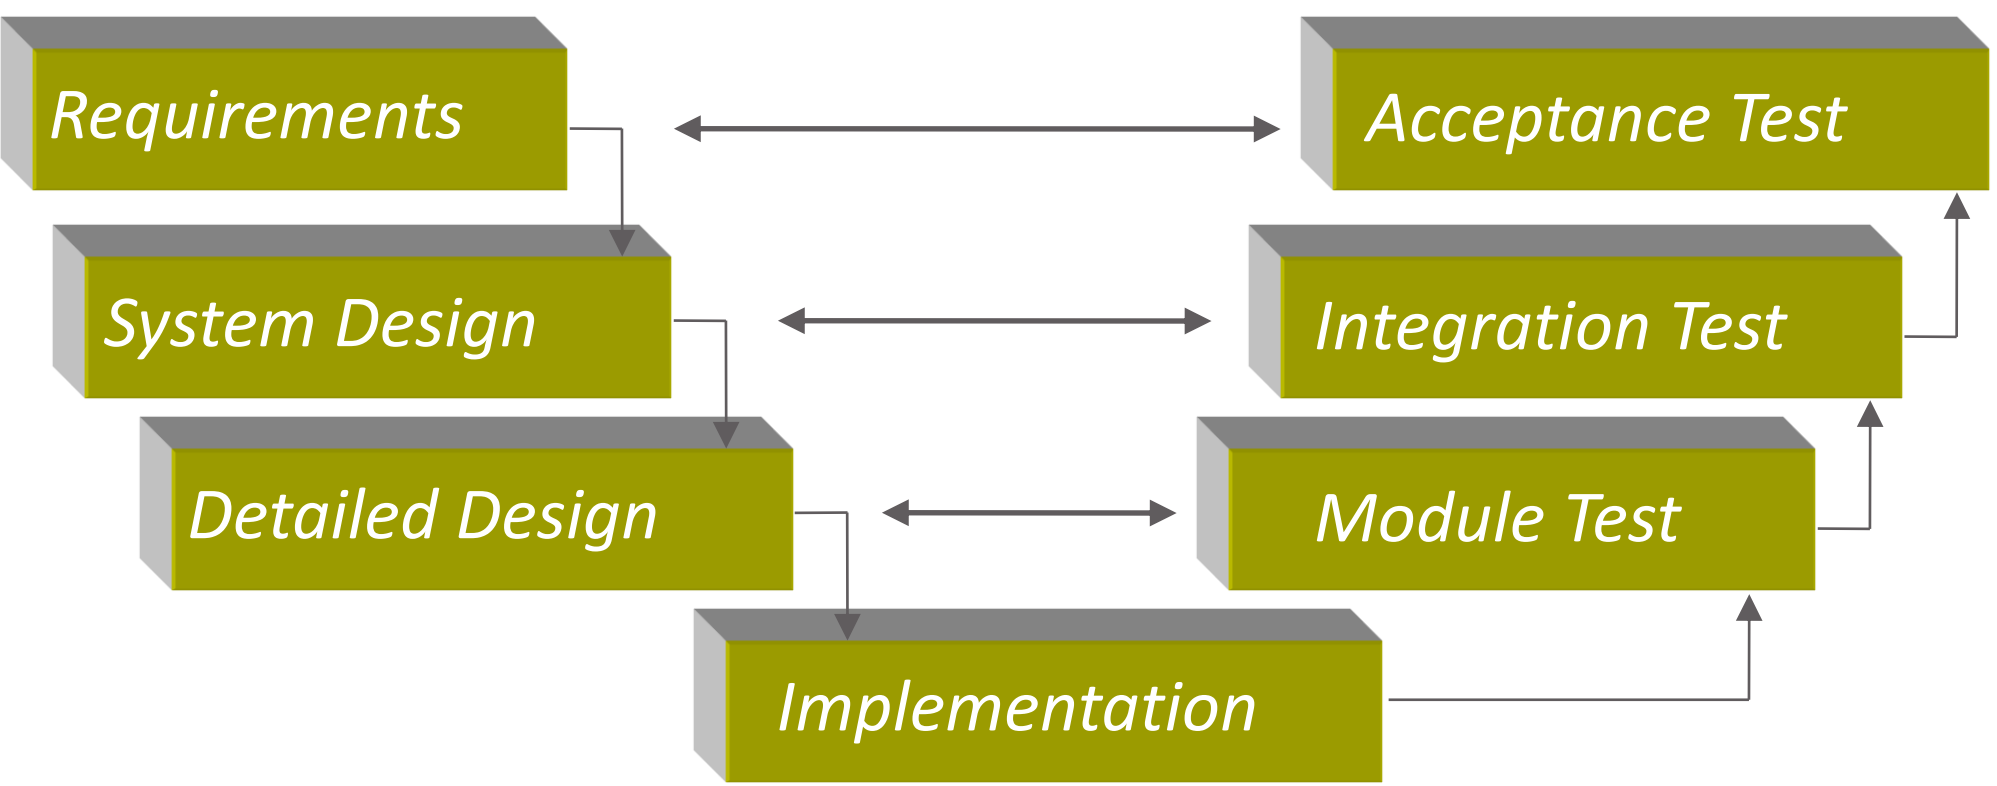 Requirements
Acceptance Test
System Design
Integration Test
Detailed Design
Module Test
Implementation